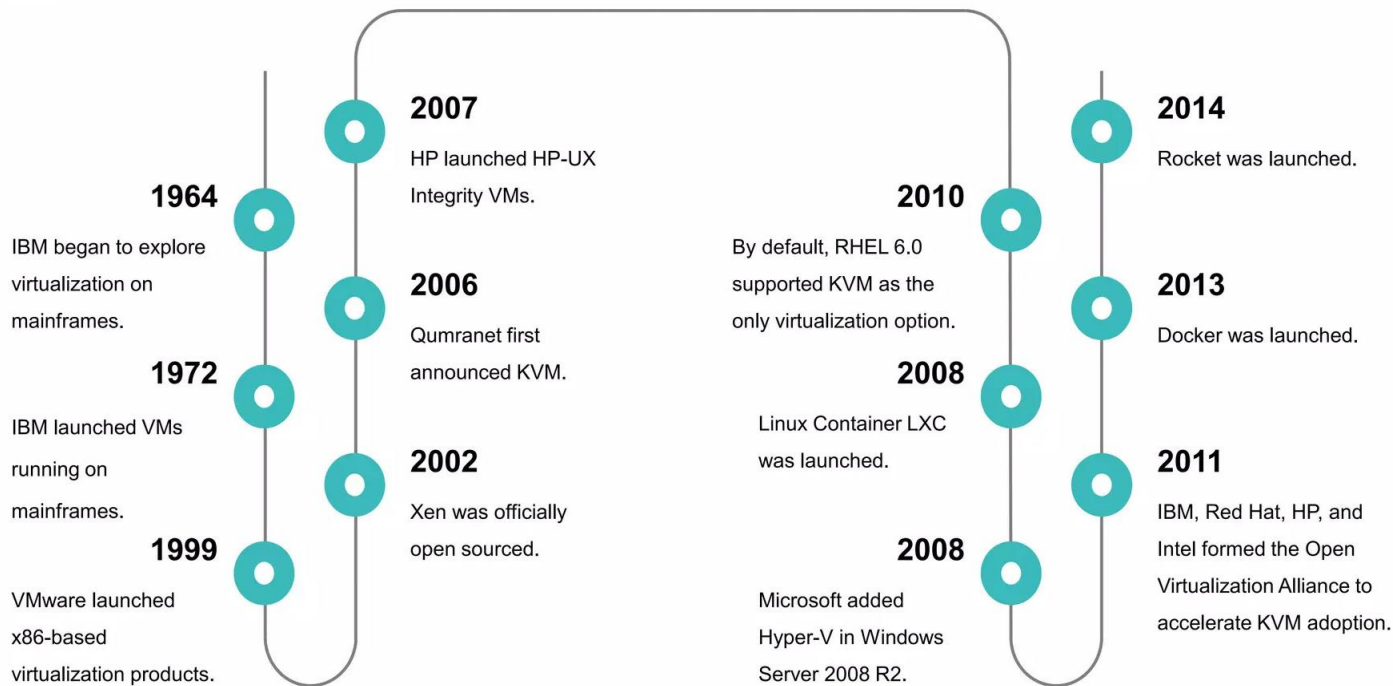 1964
IBM began to explore
virtualization on
mainframes.
1972
IBM launched VMs
running on
mainframes.
1999
VMware launched
x86-based
virtualization products.
2007
HP launched HP-UX
Integrity VMs.
2006
Qumranet first
announced KVM.
2002
Xen was officially
open sourced.
2010
By default, RHEL 6.0
supported KVM as the
only virtualization option.
2008
Linux Container LXC
was launched.
2008
Microsoft added
Hyper-V in Windows
Server 2008 R2.
2014
Rocket was launched.
2013
Docker was launched.
2011
IBM, Red Hat, HP, and
Intel formed the Open
Virtualization Alliance to
accelerate KVM adoption.